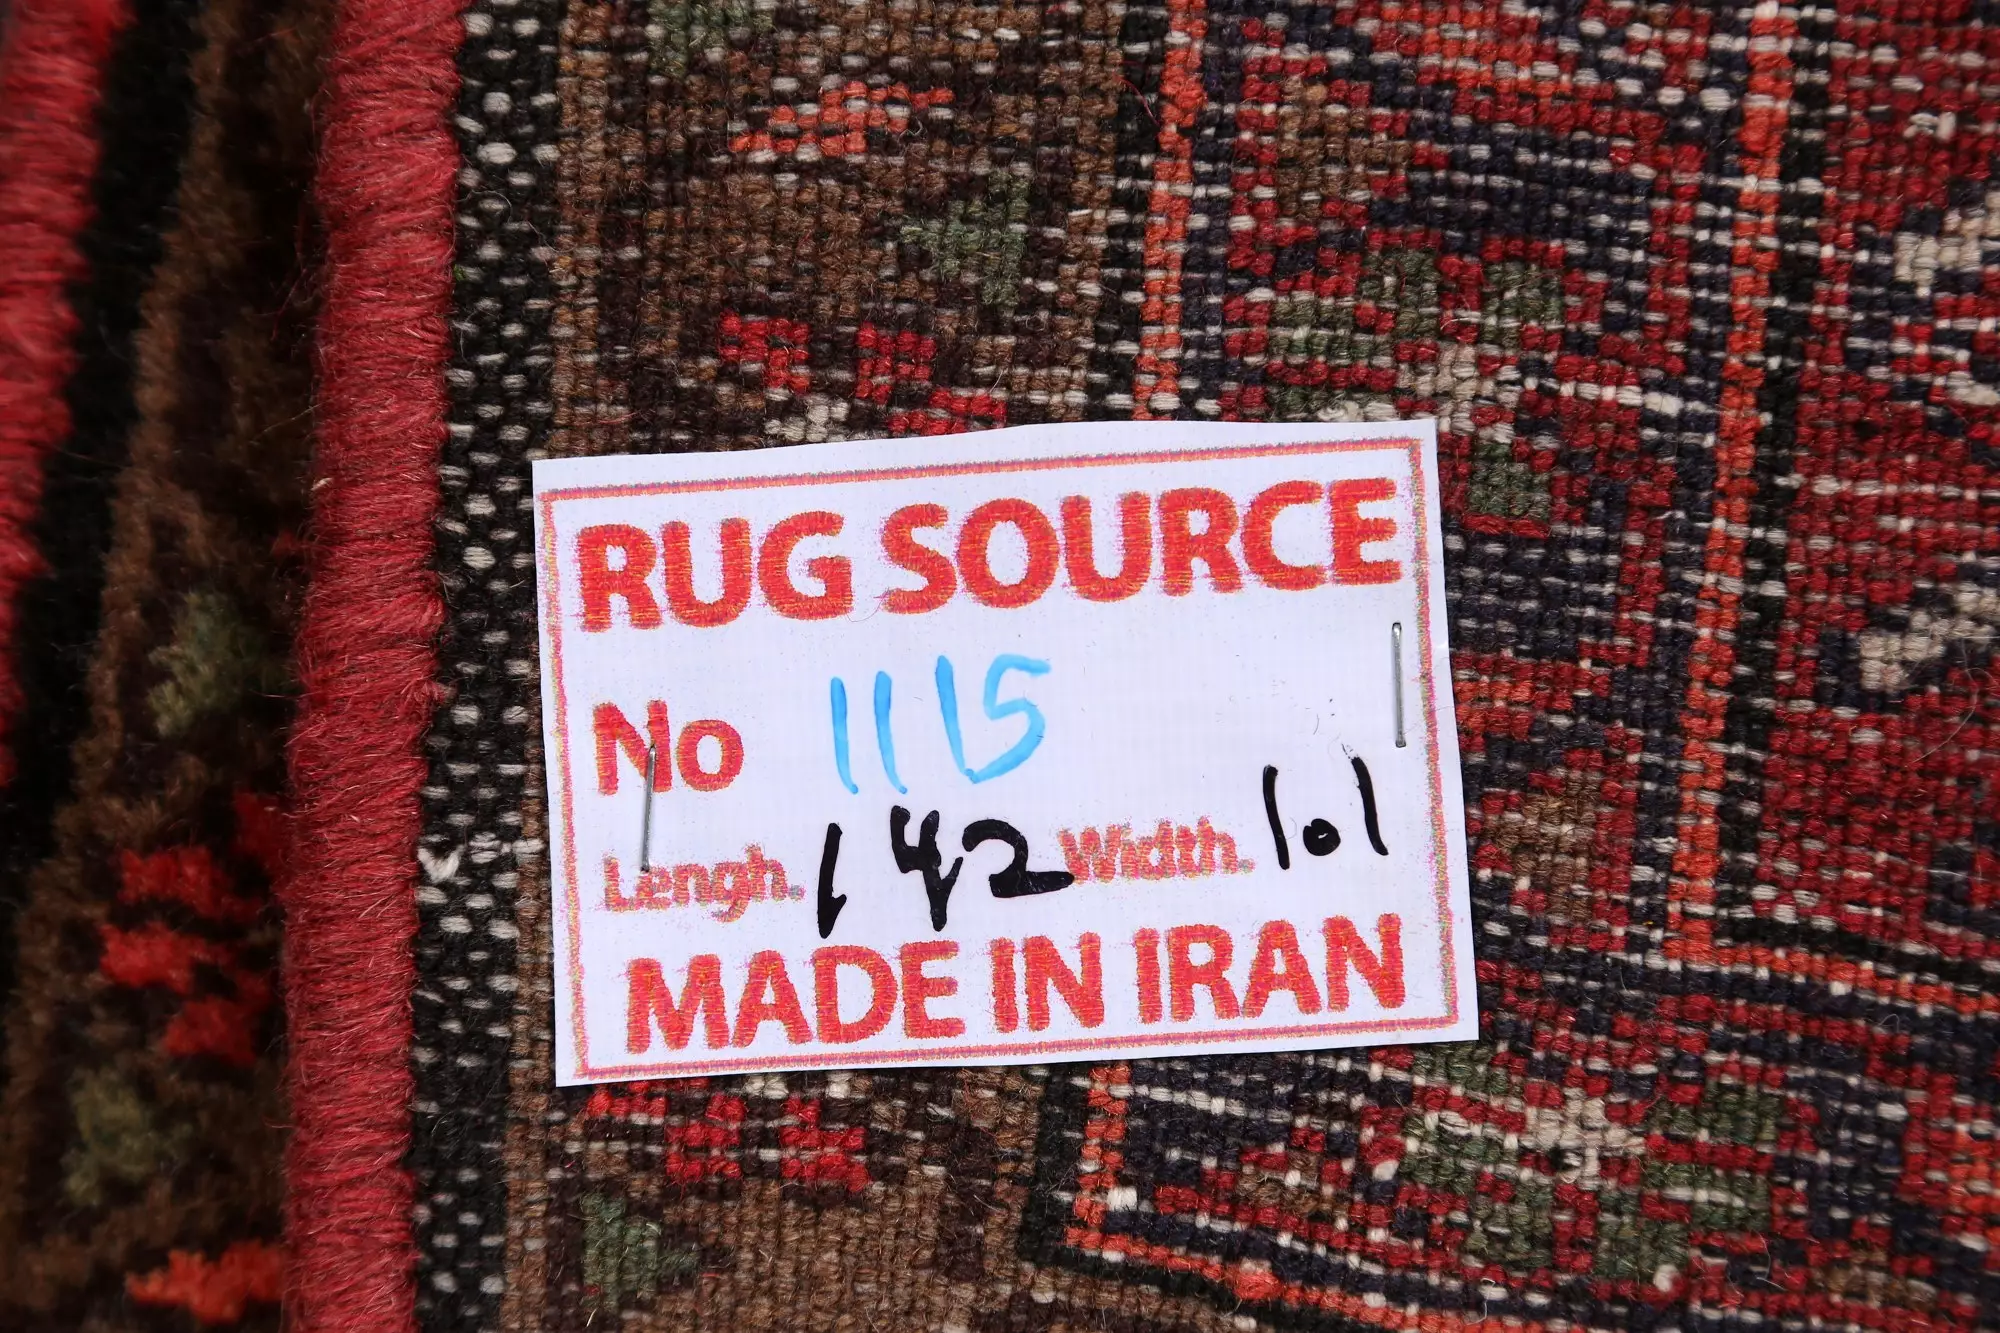 RUG SOURCE
No 1115
Lengh. 142 Width. 101
MADE IN IRAN